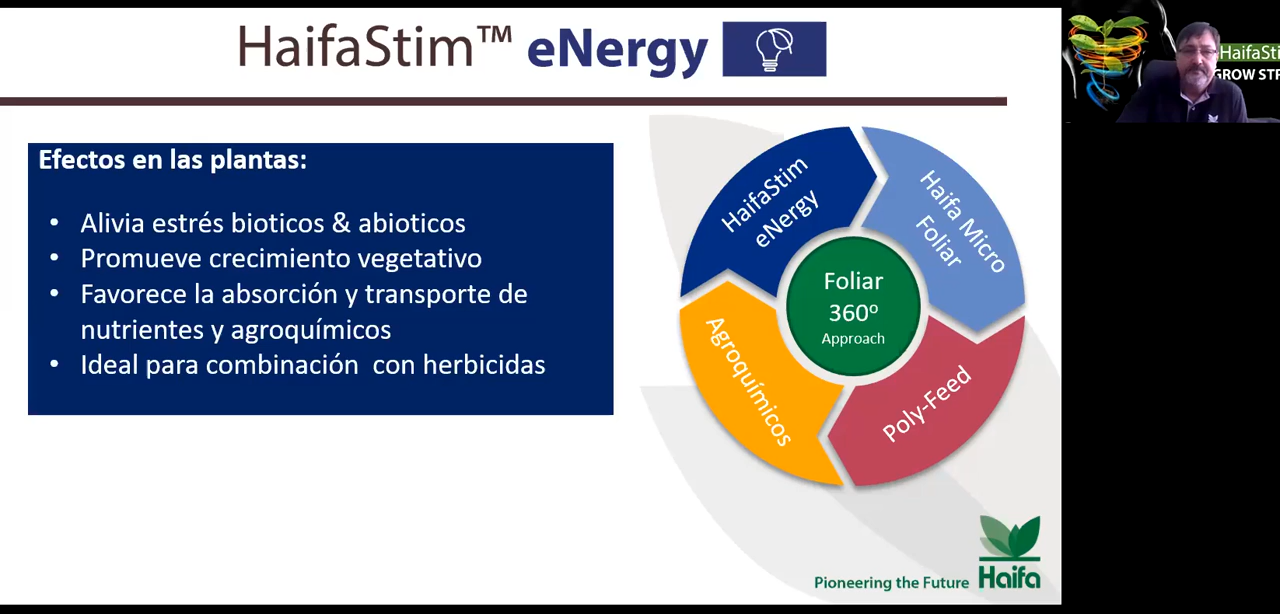 HaifaStim™ eNergy
Efectos en las plantas:
• Alivia estrés bioticos & abioticos
• Promueve crecimiento vegetativo
• Favorece la absorción y transporte de
nutrientes y agroquímicos
• Ideal para combinación  con herbicidas
HaifaStim
eNergy
Haifa Micro
Foliar
Poly-Feed
Agroquímicos
Foliar
360º
Approach
Pioneering the Future
Haifa
HaifaSti
GROW STR